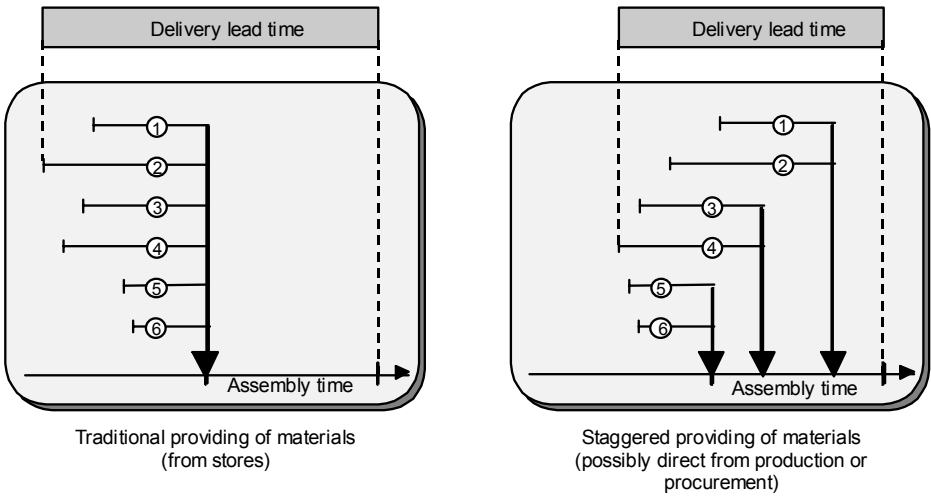 Delivery lead time
1
2
3
4
5
6
Assembly time
Traditional providing of materials
(from stores)
Delivery lead time
1
2
3
4
5
6
Assembly time
Staggered providing of materials
(possibly direct from production or
procurement)